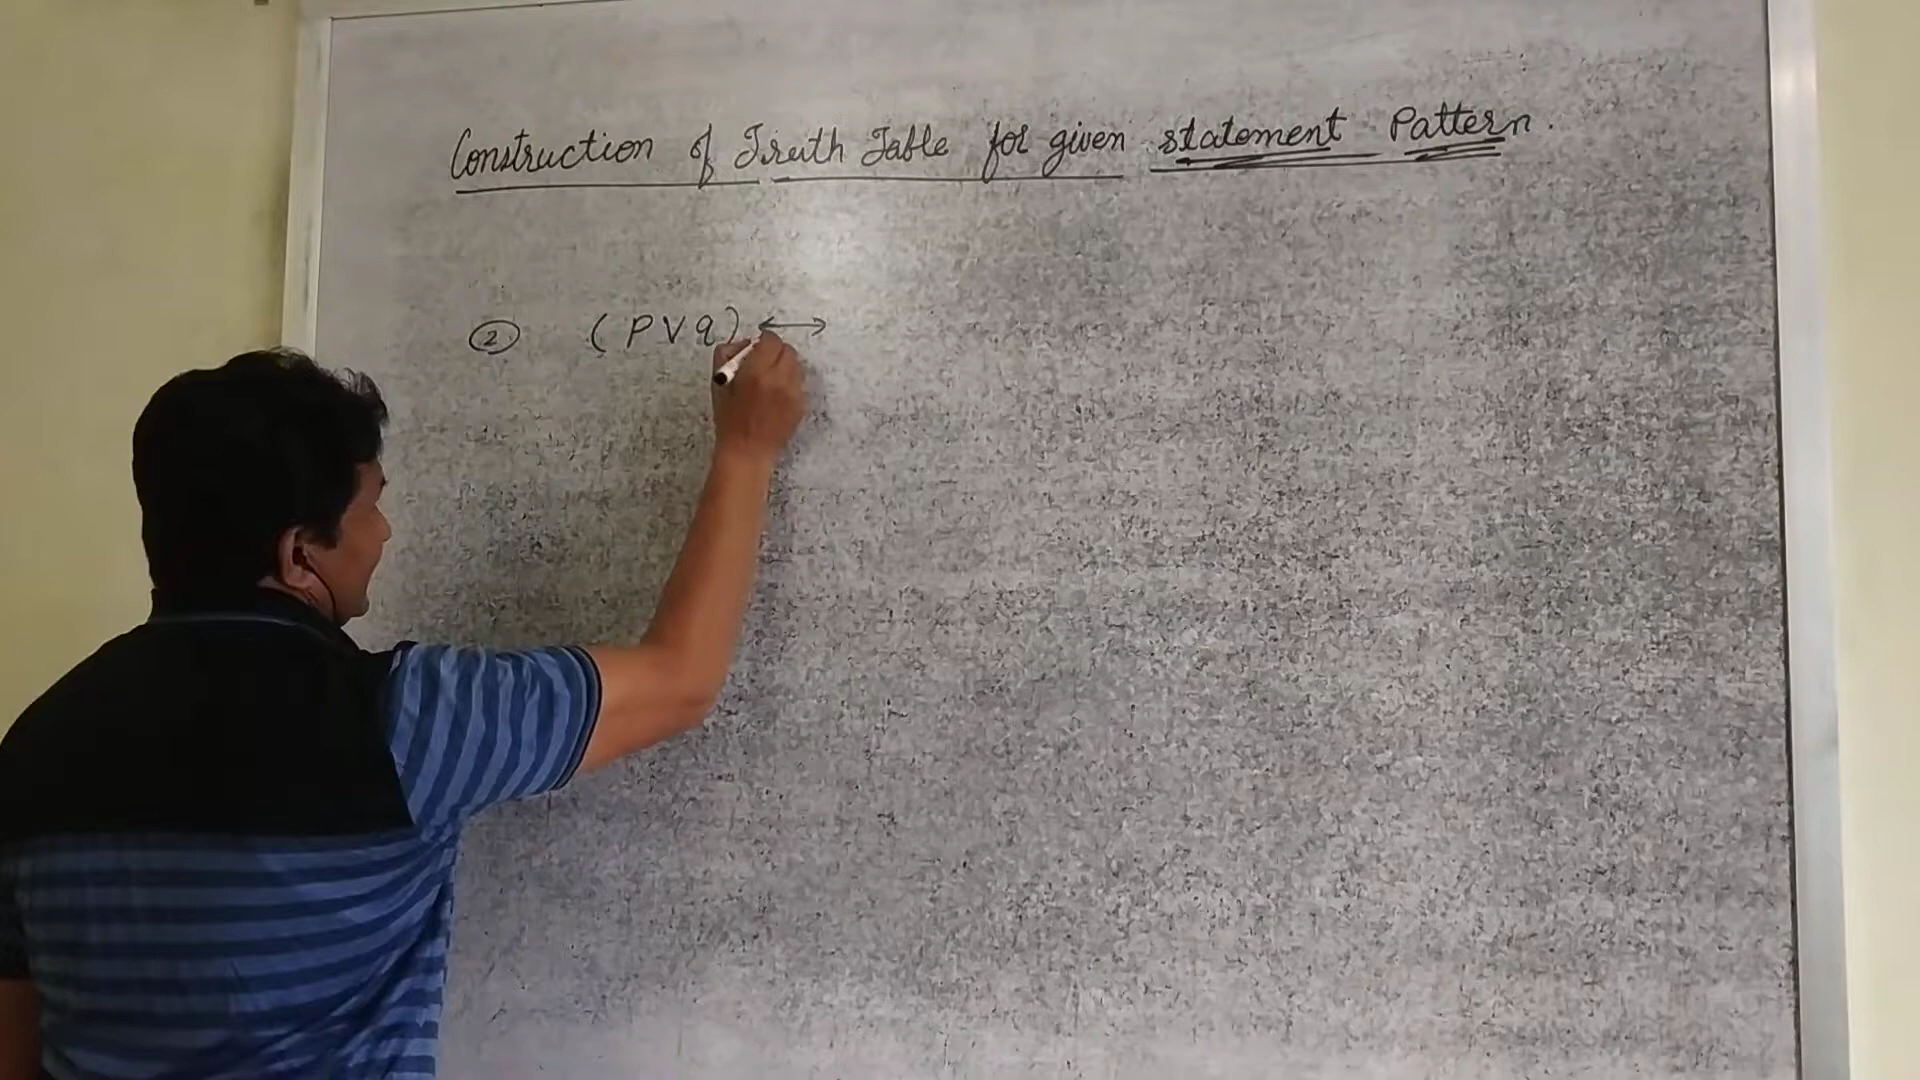 Construction of Truth Table for given statement Pattern.
② (P∨q) ↔